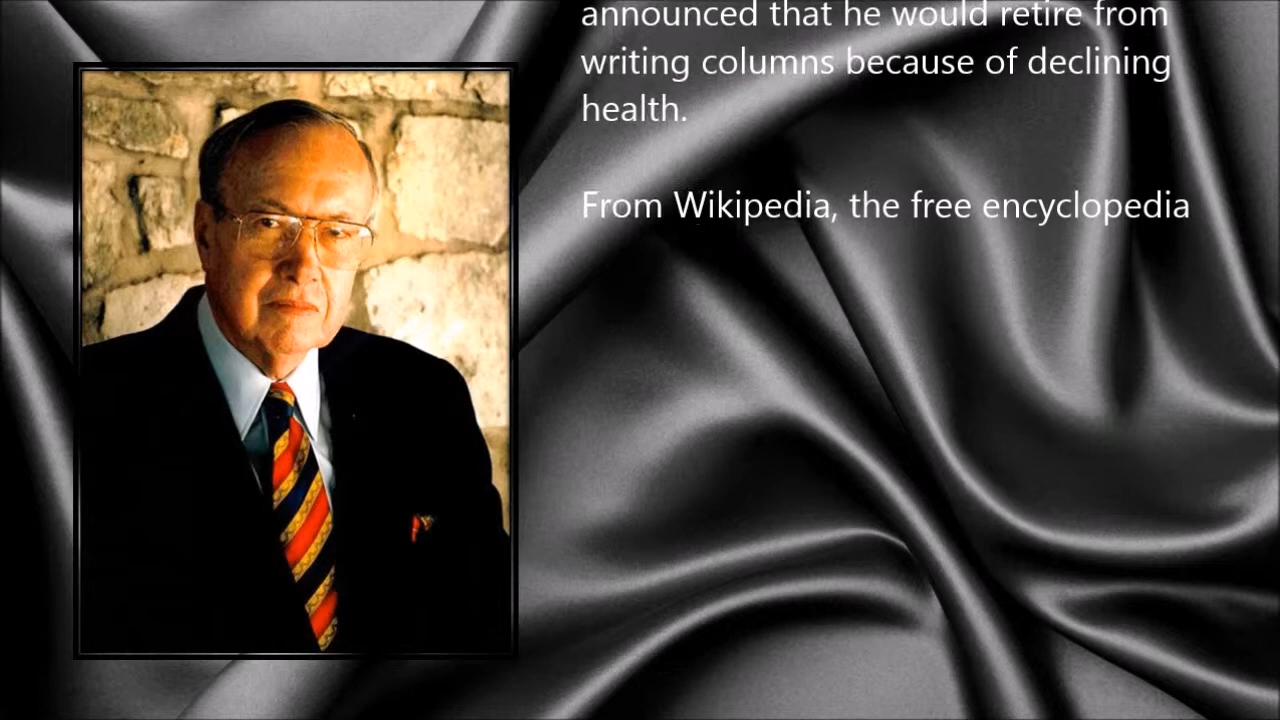 announced that he would retire from
writing columns because of declining
health.
From Wikipedia, the free encyclopedia